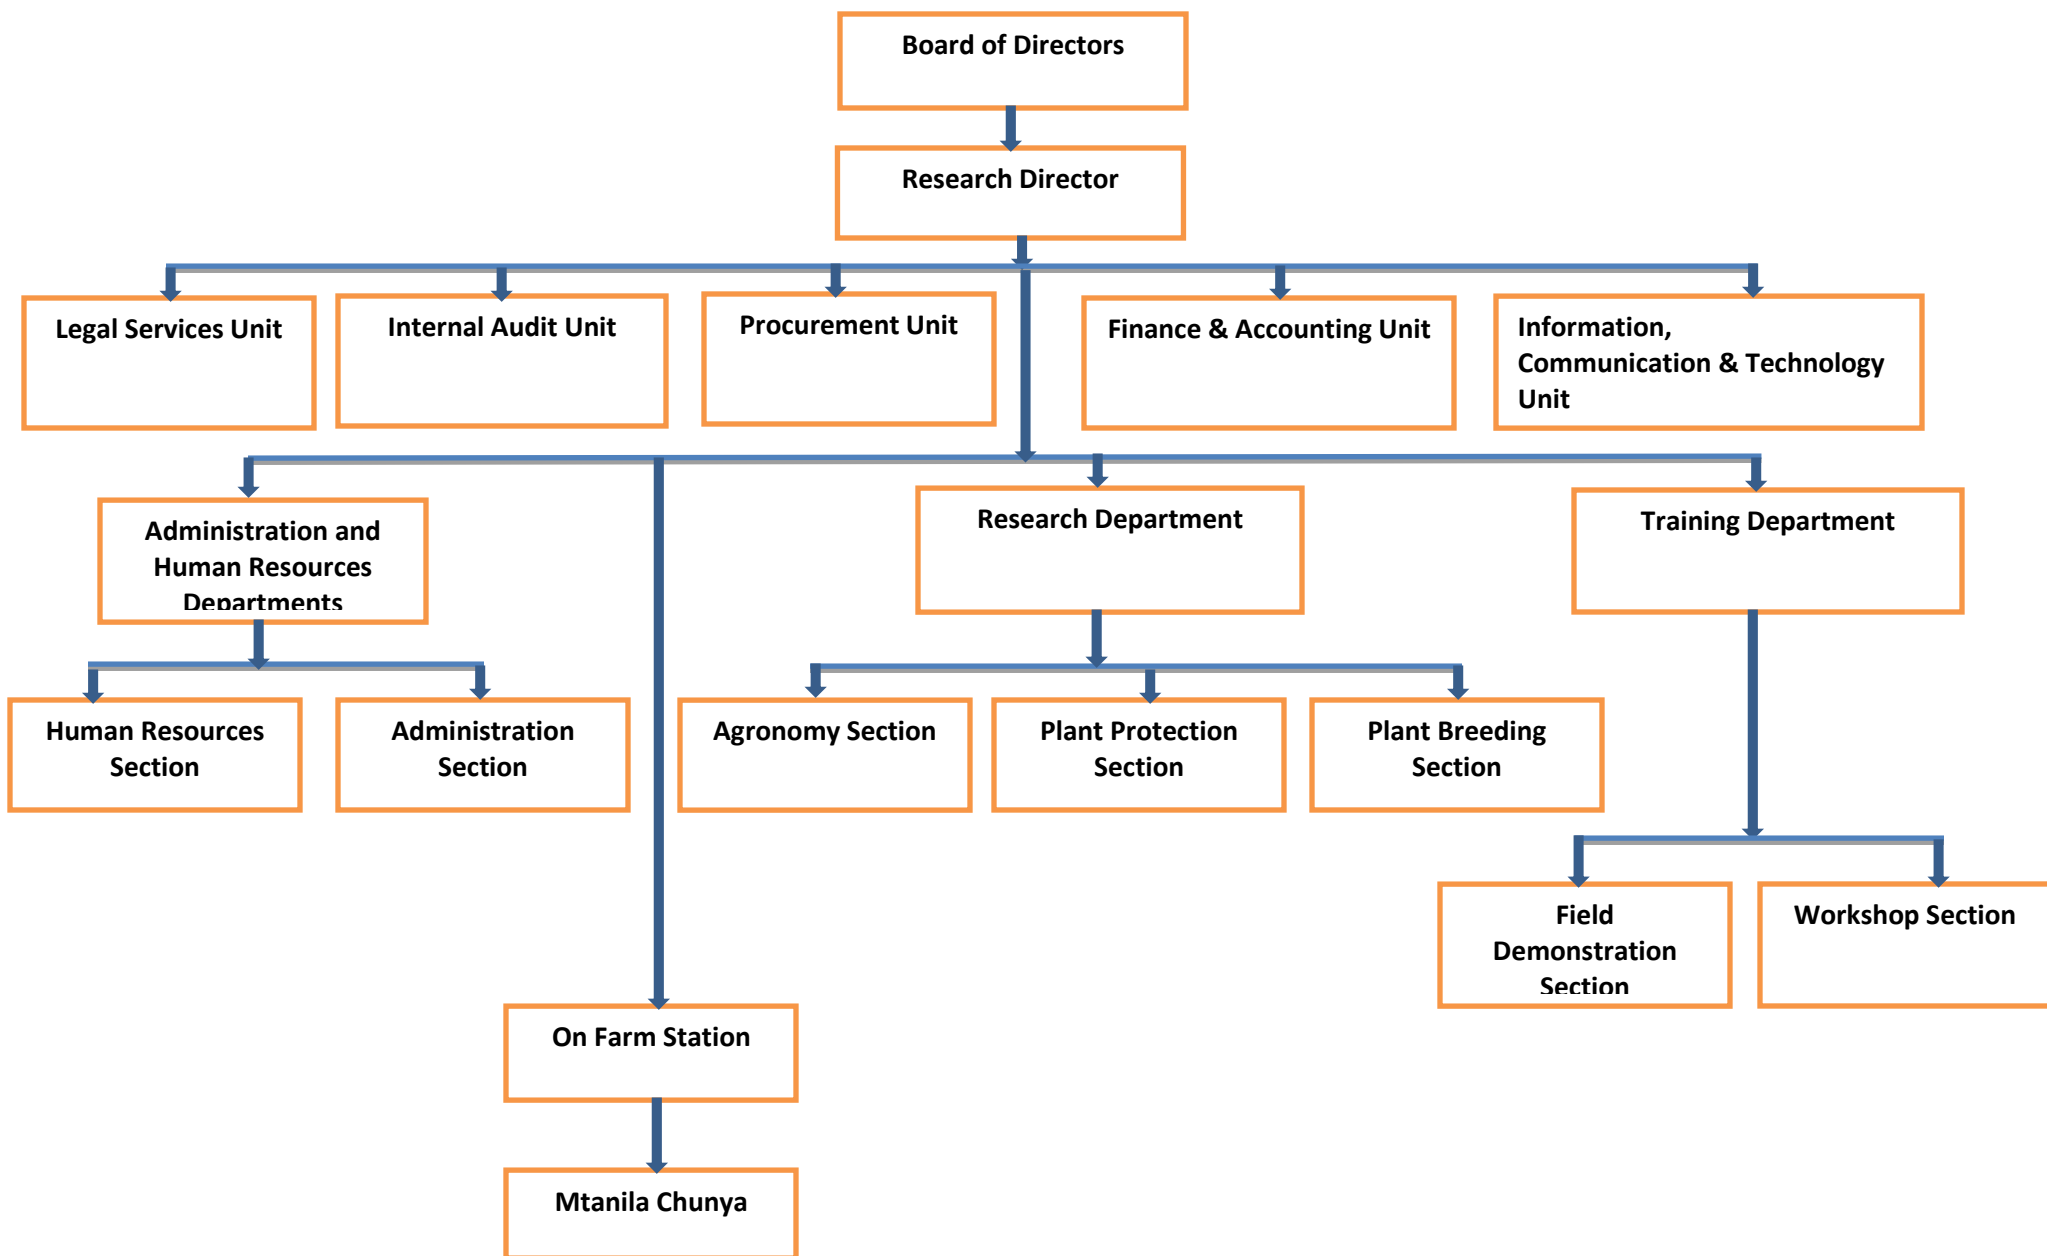 Board of Directors
Research Director
Legal Services Unit
Internal Audit Unit
Procurement Unit
Finance & Accounting Unit
Information,
Communication & Technology
Unit
Administration and
Human Resources
Departments
Research Department
Training Department
Human Resources
Section
Administration
Section
Agronomy Section
Plant Protection
Section
Plant Breeding
Section
Field
Demonstration
Section
Workshop Section
On Farm Station
Mtanila Chunya